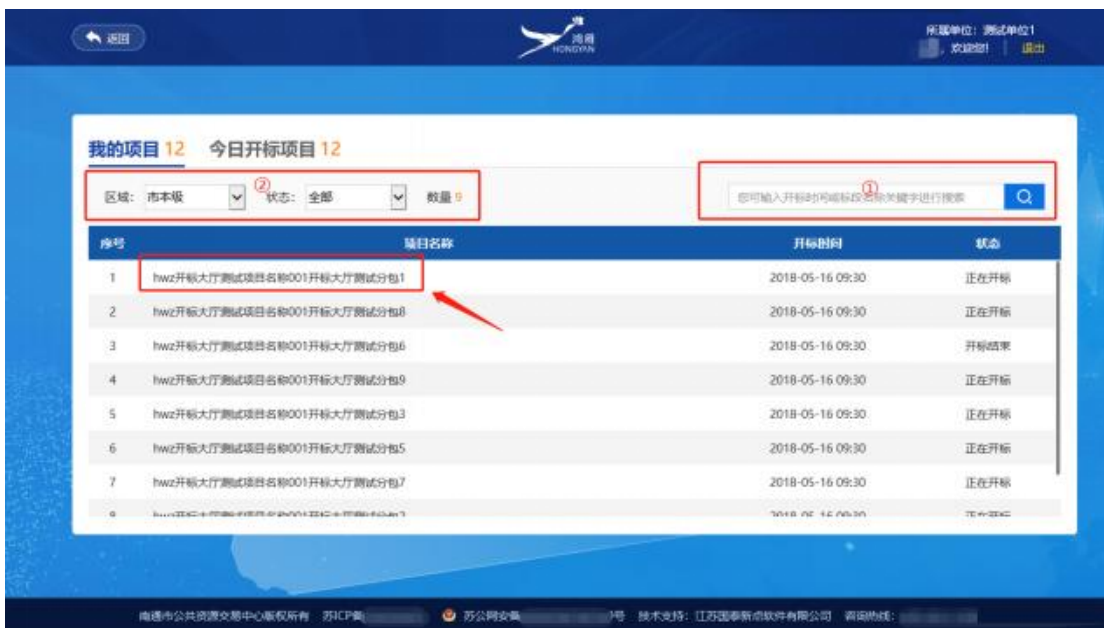 返回
鸿雁
HONGYAN
所属单位：测试单位1
，欢迎您！ 退出
我的项目 12 今日开标项目 12
区域： 市本级 ② 状态： 全部 数量 9
您可输入开标时间或标段名称关键字进行搜索
①
序号 项目名称 开标时间 状态
1 hwz开标大厅测试项目名称001开标大厅测试分包1 2018-05-16 09:30 正在开标
2 hwz开标大厅测试项目名称001开标大厅测试分包8 2018-05-16 09:30 正在开标
3 hwz开标大厅测试项目名称001开标大厅测试分包6 2018-05-16 09:30 开标结束
4 hwz开标大厅测试项目名称001开标大厅测试分包9 2018-05-16 09:30 正在开标
5 hwz开标大厅测试项目名称001开标大厅测试分包3 2018-05-16 09:30 正在开标
6 hwz开标大厅测试项目名称001开标大厅测试分包5 2018-05-16 09:30 正在开标
7 hwz开标大厅测试项目名称001开标大厅测试分包7 2018-05-16 09:30 正在开标
南通市公共资源交易中心版权所有 苏ICP备 苏公网安备 号 技术支持：江苏国泰新点软件有限公司 咨询热线：